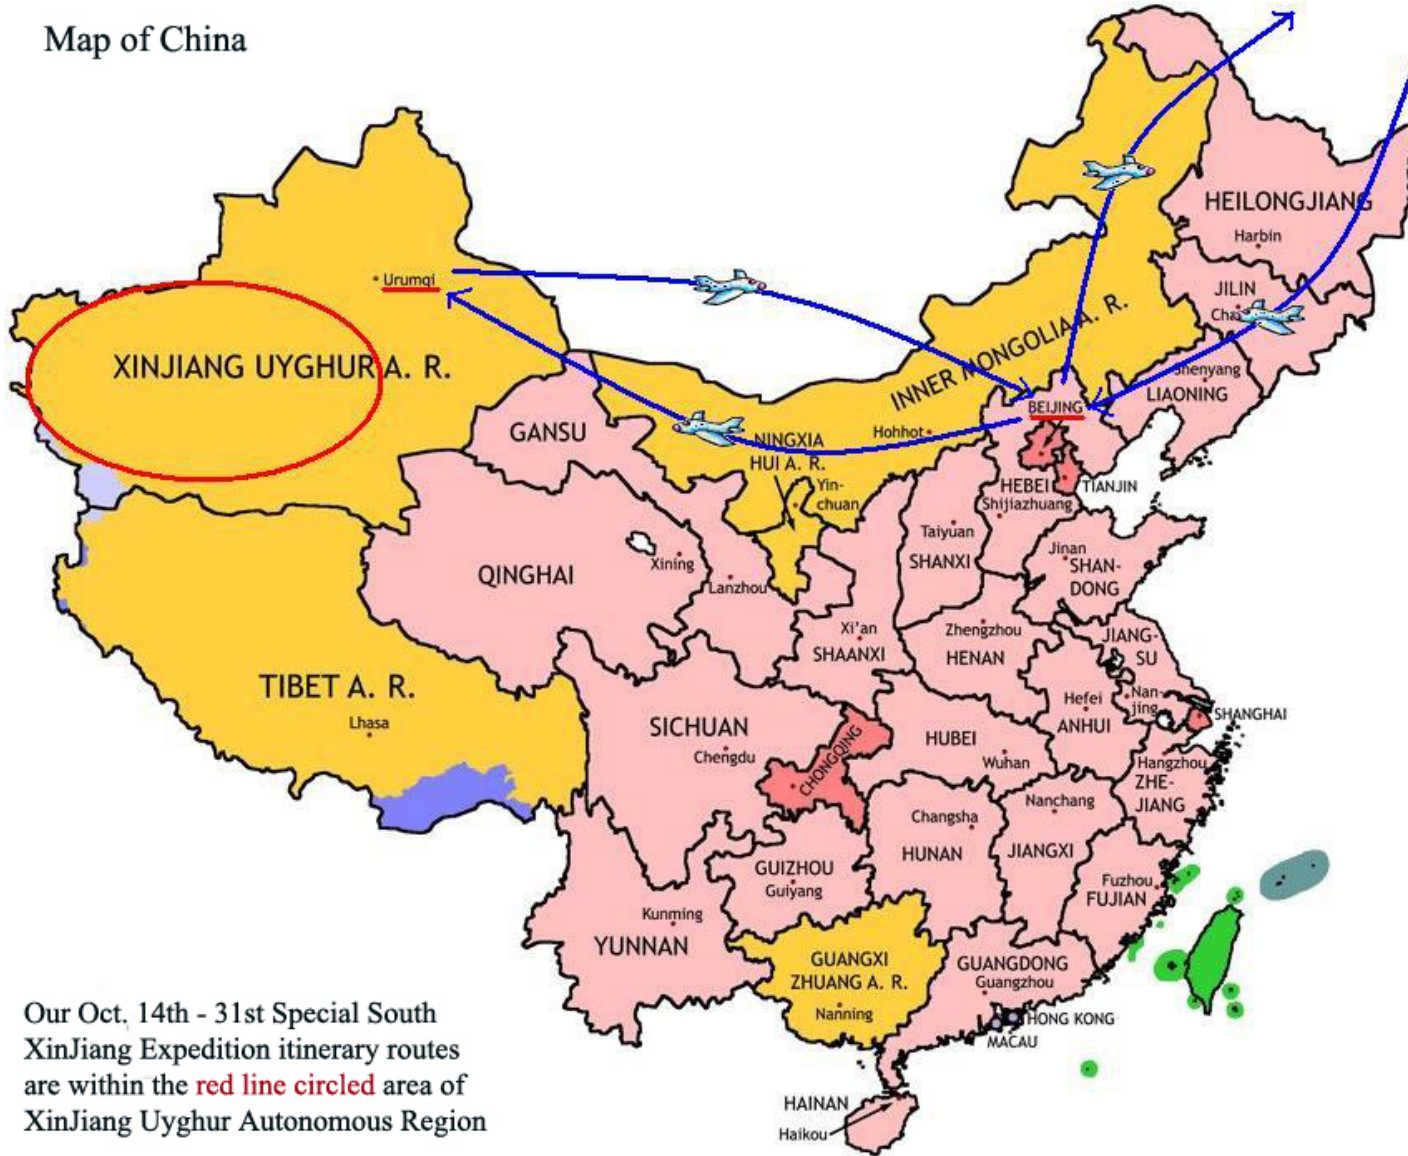 Map of China
HEILONGJIANG
Harbin
Urumqi
JILIN
XINJIANG UYGHUR A. R.
INNER MONGOLIA A. R.
Shenyang
LIAONING
BEIJING
GANSU
Hohhot
NINGXIA
HUI A. R.
Yin-
chuan
HEBEI
TIANJIN
Shijiazhuang
Taiyuan
SHANXI
Jinan
SHAN-
DONG
QINGHAI
Xining
Lanzhou
Xi'an
SHAANXI
Zhengzhou
HENAN
JIANG-
SU
TIBET A. R.
Lhasa
SICHUAN
Chengdu
CHONGQING
HUBEI
Wuhan
Hefei
ANHUI
Nan-
jing
SHANGHAI
Hangzhou
ZHE-
JIANG
Nanchang
JIANGXI
Changsha
HUNAN
GUIZHOU
Guiyang
Fuzhou
FUJIAN
Kunming
YUNNAN
GUANGXI
ZHUANG A. R.
Nanning
GUANGDONG
Guangzhou
HONG KONG
MACAU
HAINAN
Haikou
Our Oct. 14th - 31st Special South
XinJiang Expedition itinerary routes
are within the red line circled area of
XinJiang Uyghur Autonomous Region